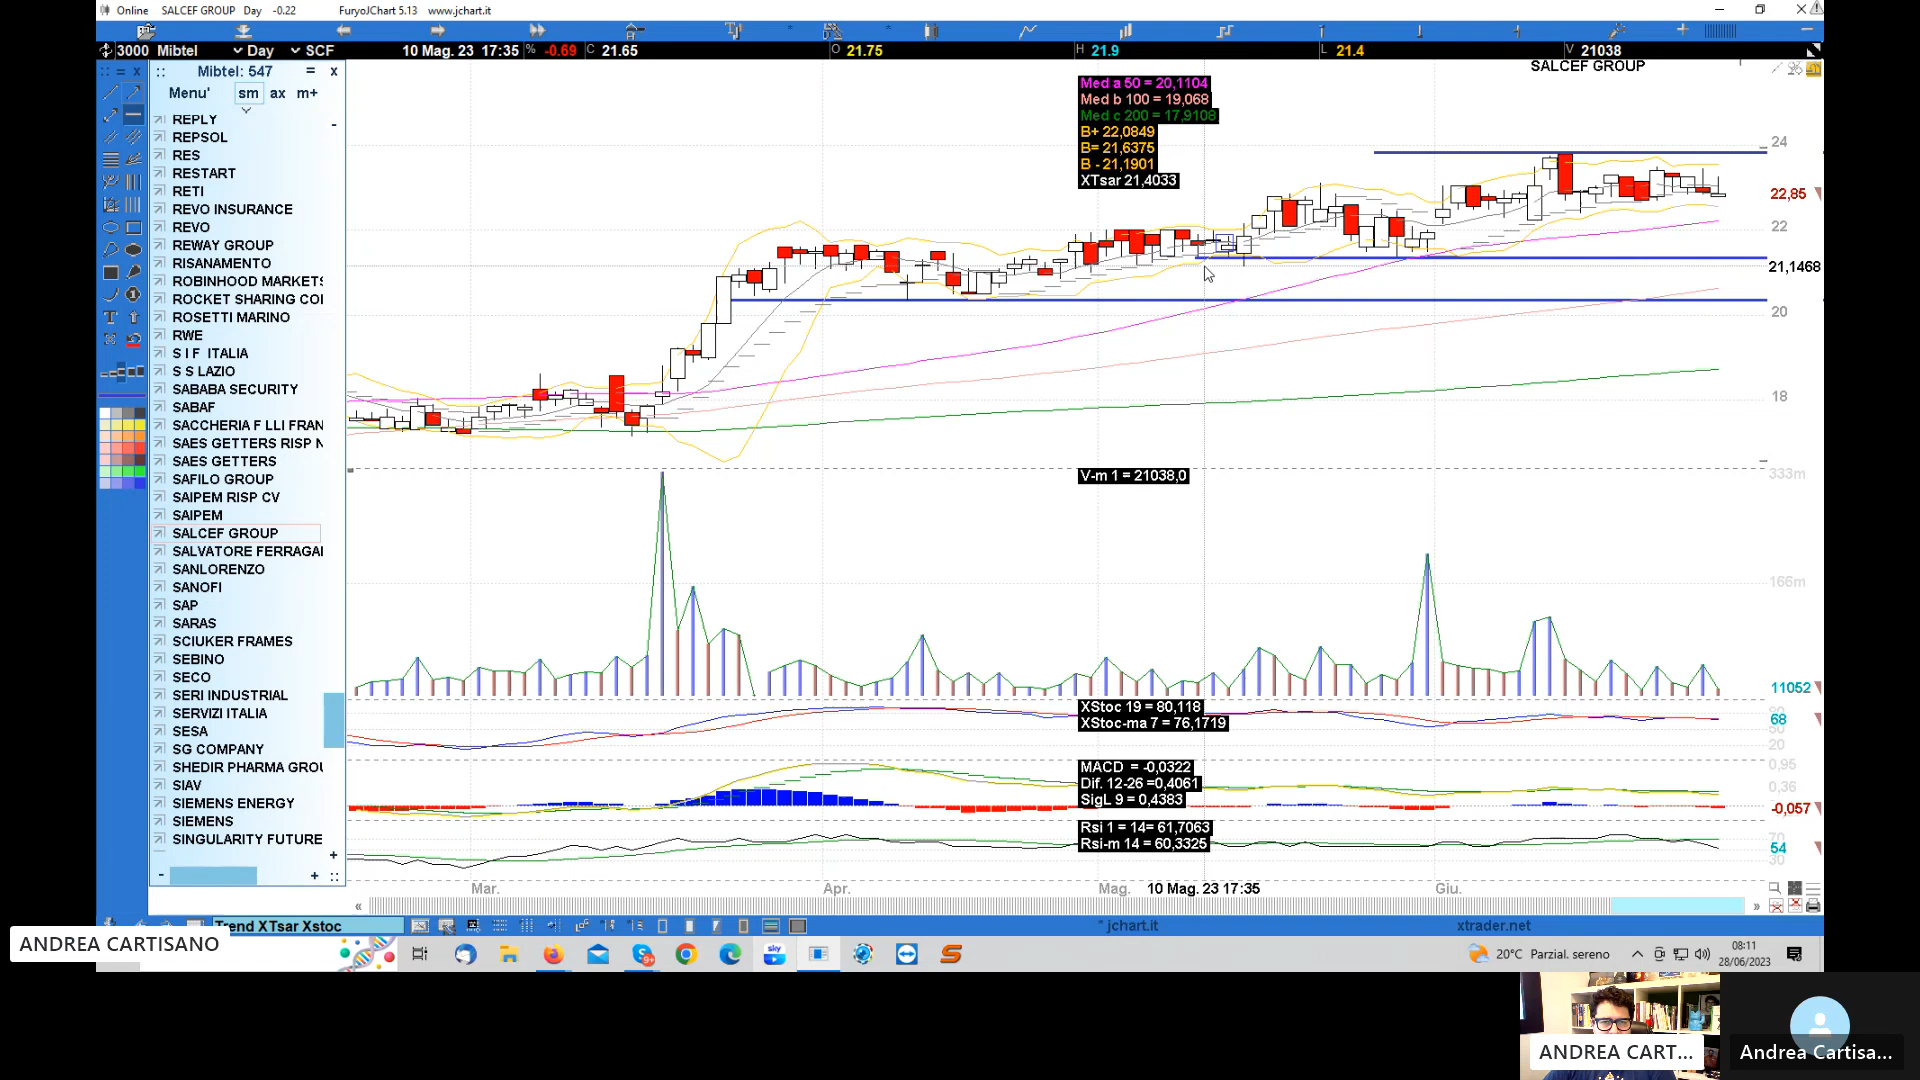 Online SALCEF GROUP Day -0.22 FuryoJChart 5.13 www.jchart.it
3000 Mibtel Day SCF 10 Mag. 23 17:35 % -0.69 C 21.65 O 21.75 H 21.9 L 21.4 V 21038
SALCEF GROUP
Mibtel: 547 = x
Menu' sm ax m+
REPLY
REPSOL
RES
RESTART
RETI
REVO INSURANCE
REVO
REWAY GROUP
RISANAMENTO
ROBINHOOD MARKETS
ROCKET SHARING CO
ROSETTI MARINO
RWE
S I F ITALIA
S S LAZIO
SABABA SECURITY
SABAF
SACCHERIA F LLI FRAN
SAES GETTERS RISP N
SAES GETTERS
SAFILO GROUP
SAIPEM RISP CV
SAIPEM
SALCEF GROUP
SALVATORE FERRAGA
SANLORENZO
SANOFI
SAP
SARAS
SCIUKER FRAMES
SEBINO
SECO
SERI INDUSTRIAL
SERVIZI ITALIA
SESA
SG COMPANY
SHEDIR PHARMA GRO
SIAV
SIEMENS ENERGY
SIEMENS
SINGULARITY FUTURE
Med a 50 = 20,1104
Med b 100 = 19,068
Med c 200 = 17,9108
B+ 22,0849
B= 21,6375
B - 21,1901
XTsar 21,4033
24
22,85
22
21,1468
20
18
V-m 1 = 21038,0
333m
166m
11052
XStoc 19 = 80,118
XStoc-ma 7 = 76,1719
68
20
MACD = -0,0322
Dif. 12-26 =0,4061
SigL 9 = 0,4383
0,95
0,36
-0,057
Rsi 1 = 14= 61,7063
Rsi-m 14 = 60,3325
70
54
30
Mar. Apr. Mag. 10 Mag. 23 17:35 Giu.
Trend XTsar Xstoc
* jchart.it xtrader.net
ANDREA CARTISANO
sky
9+
20°C Parzial. sereno
08:11
28/06/2023
ANDREA CART...
Andrea Cartisa...